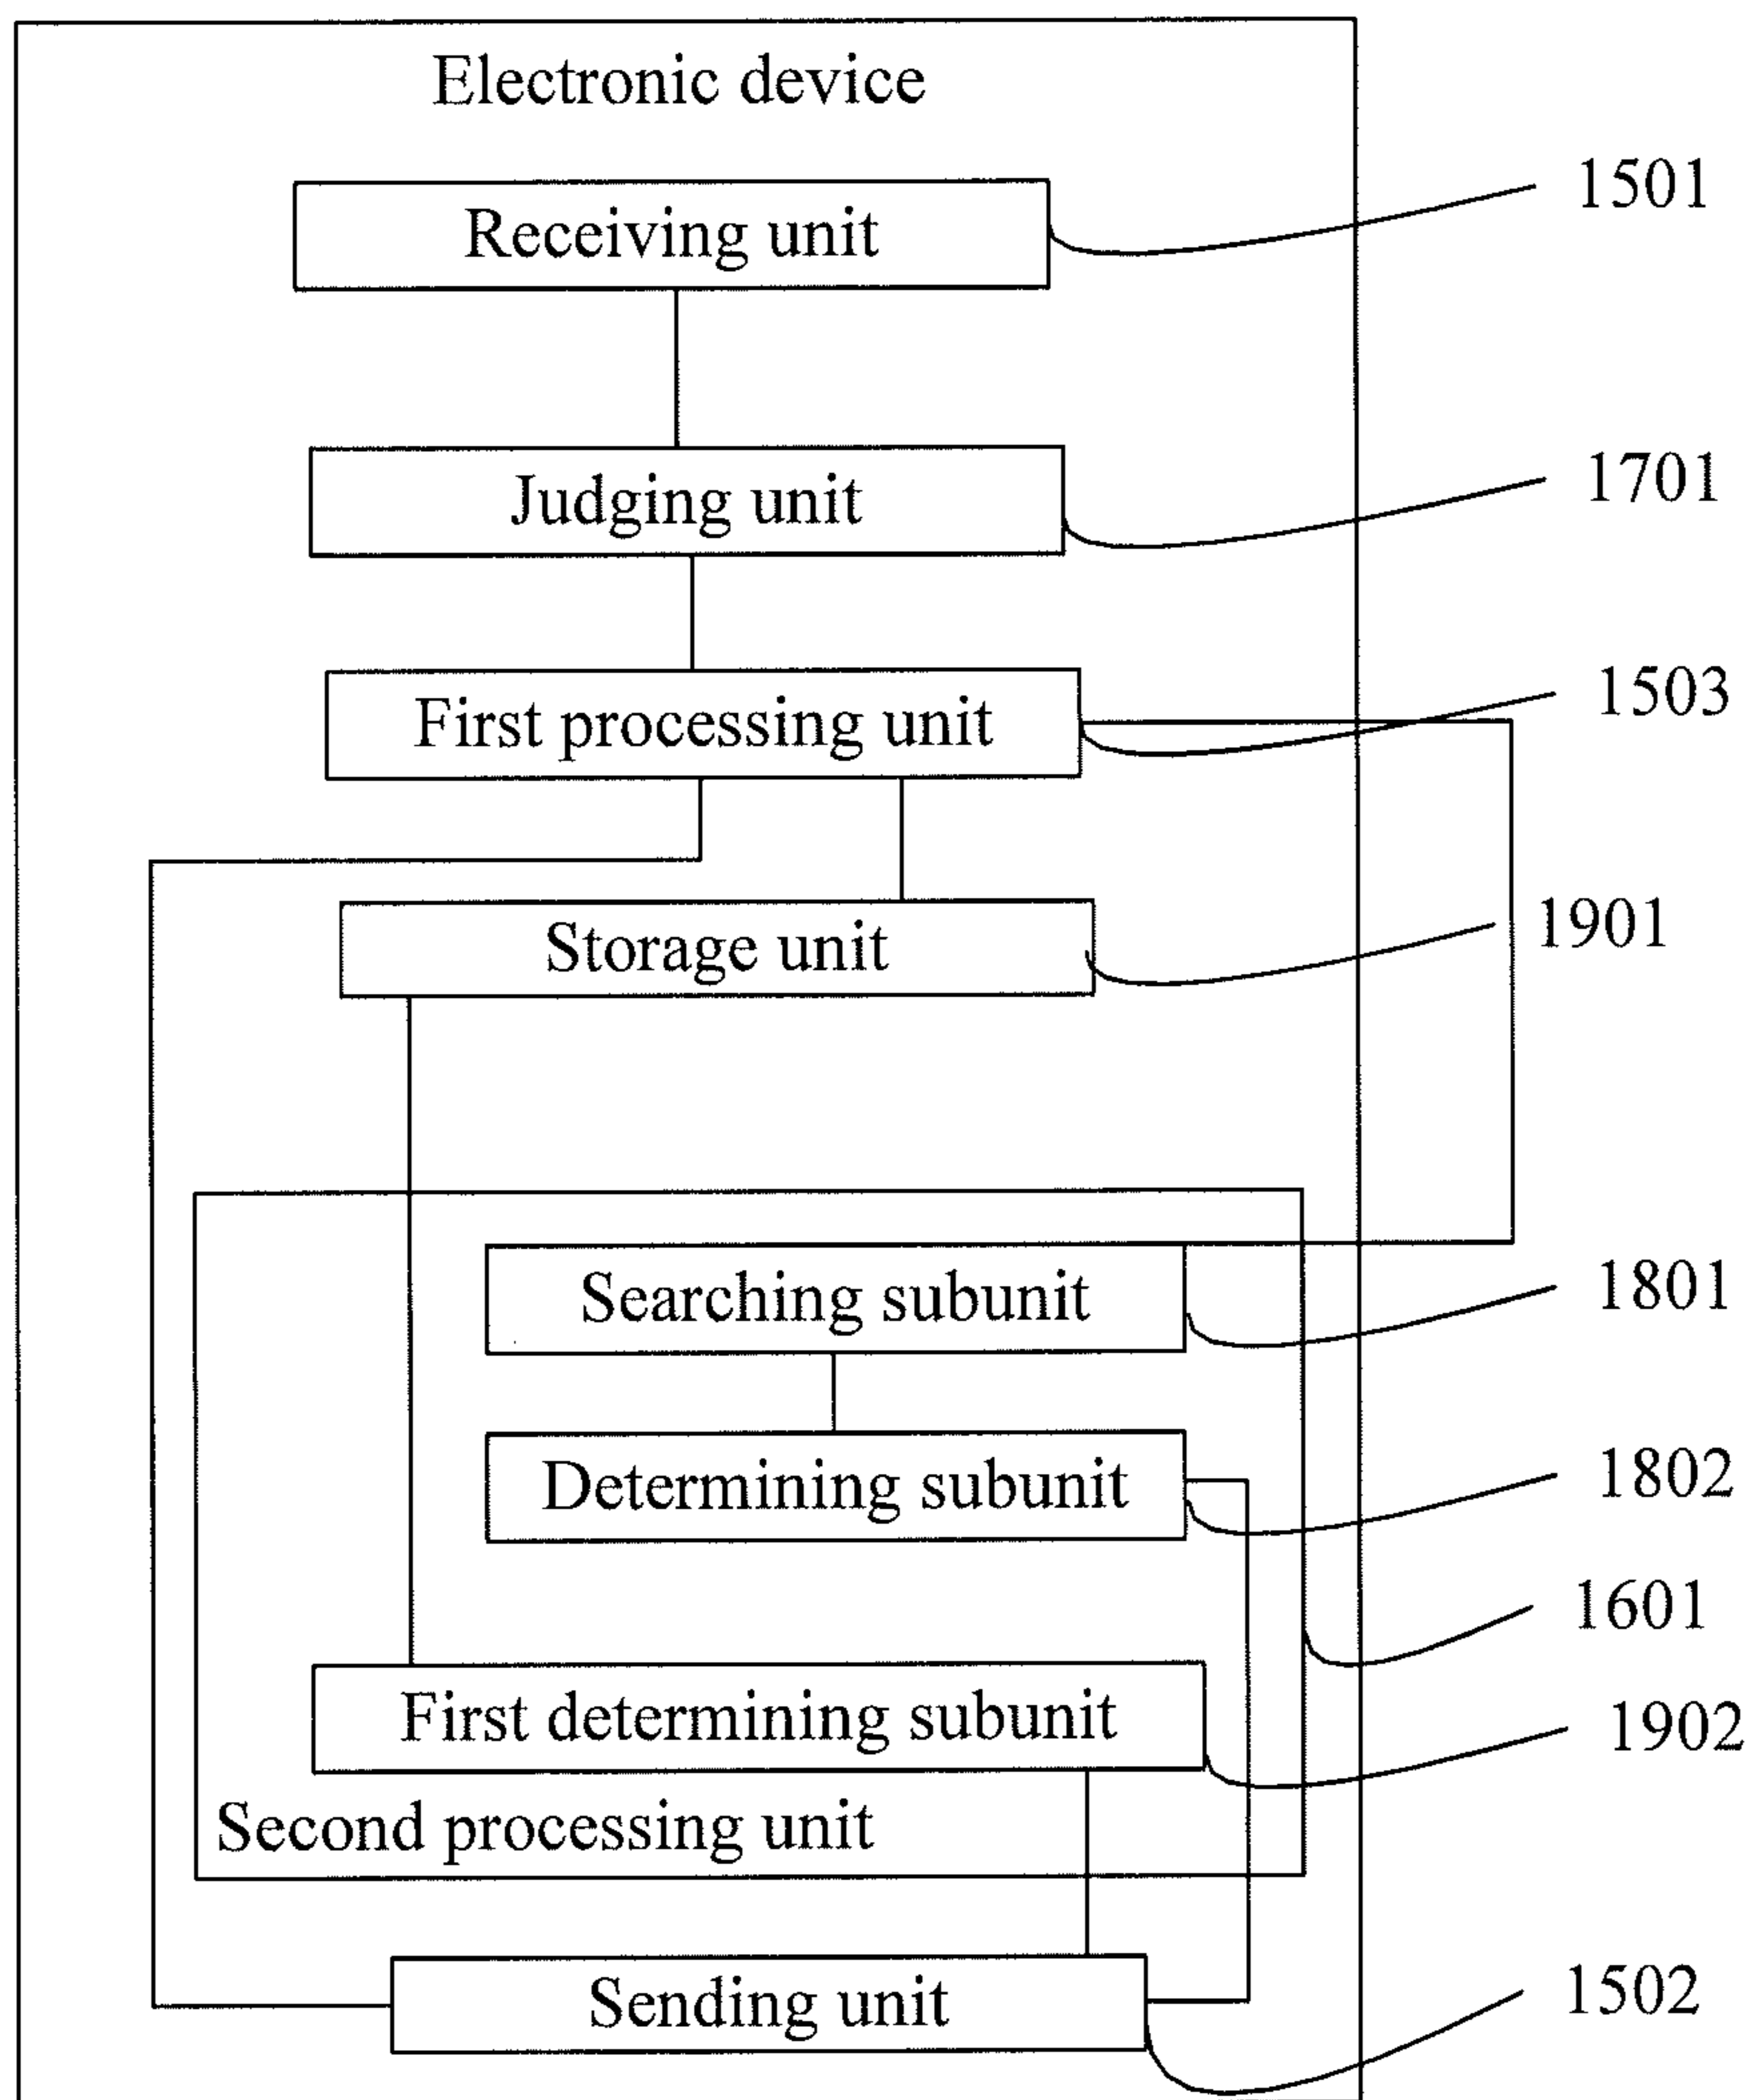 Electronic device
Receiving unit
1501
Judging unit
1701
First processing unit
1503
Storage unit
1901
Searching subunit
1801
Determining subunit
1802
1601
First determining subunit
1902
Second processing unit
Sending unit
1502